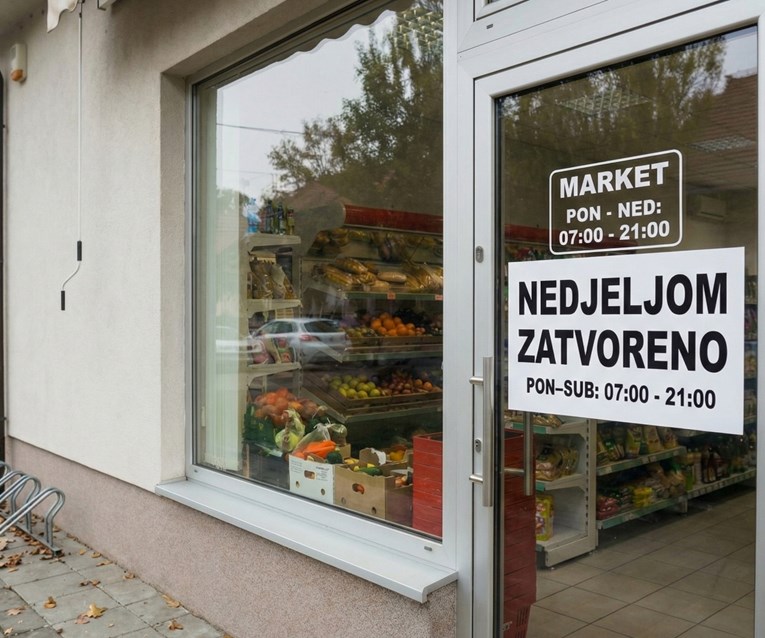 MARKET
PON - NED:
07:00 - 21:00
NEDJELJOM
ZATVORENO
PON–SUB: 07:00 - 21:00